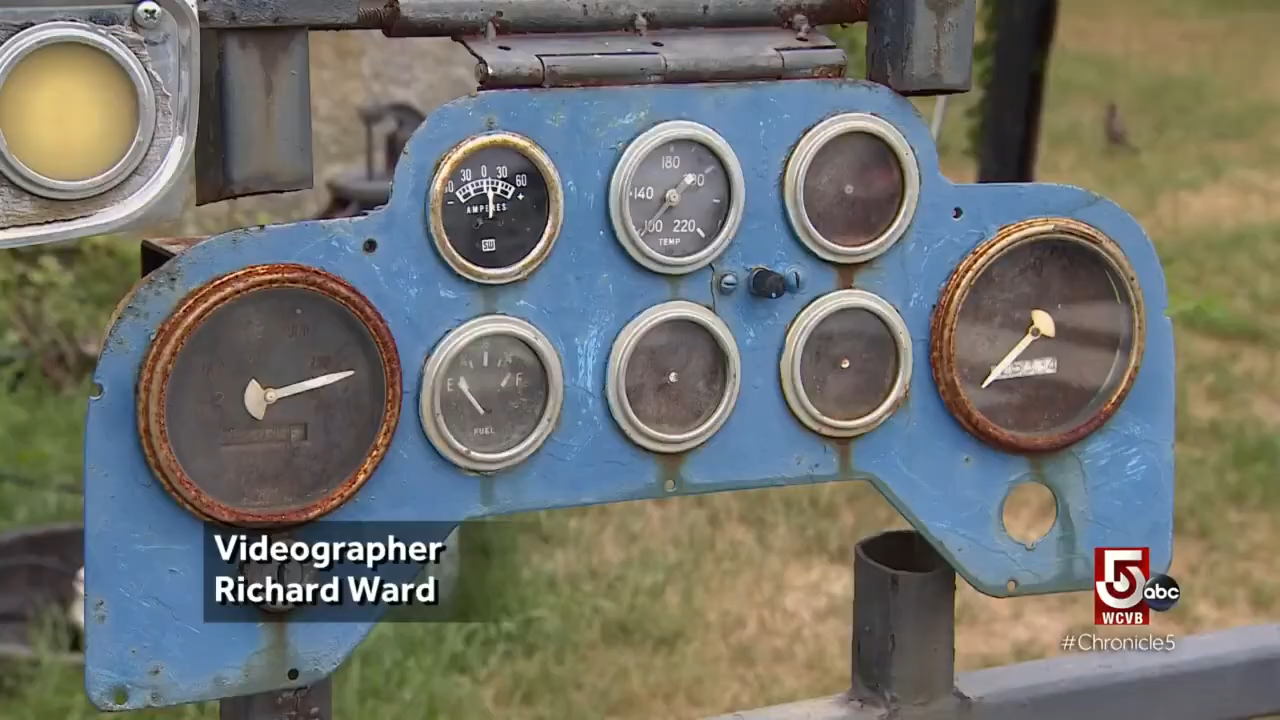 30 0 30
60
- +
AMPERES
SW
180
140
100 220
TEMP
E F
FUEL
Videographer
Richard Ward
5 abc
WCVB
#Chronicle5